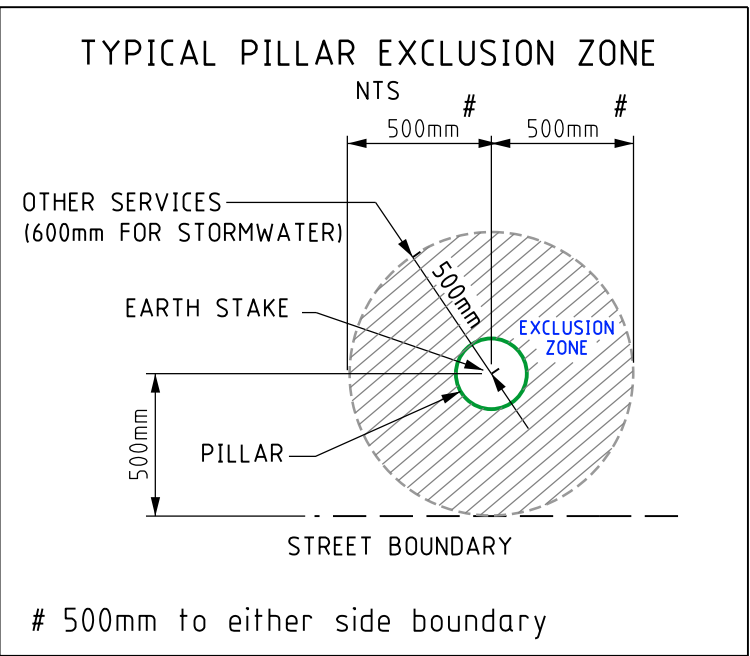 TYPICAL PILLAR EXCLUSION ZONE
NTS
# #
500mm 500mm
OTHER SERVICES
(600mm FOR STORMWATER)
500mm
EARTH STAKE
EXCLUSION
ZONE
500mm
PILLAR
STREET BOUNDARY
# 500mm to either side boundary